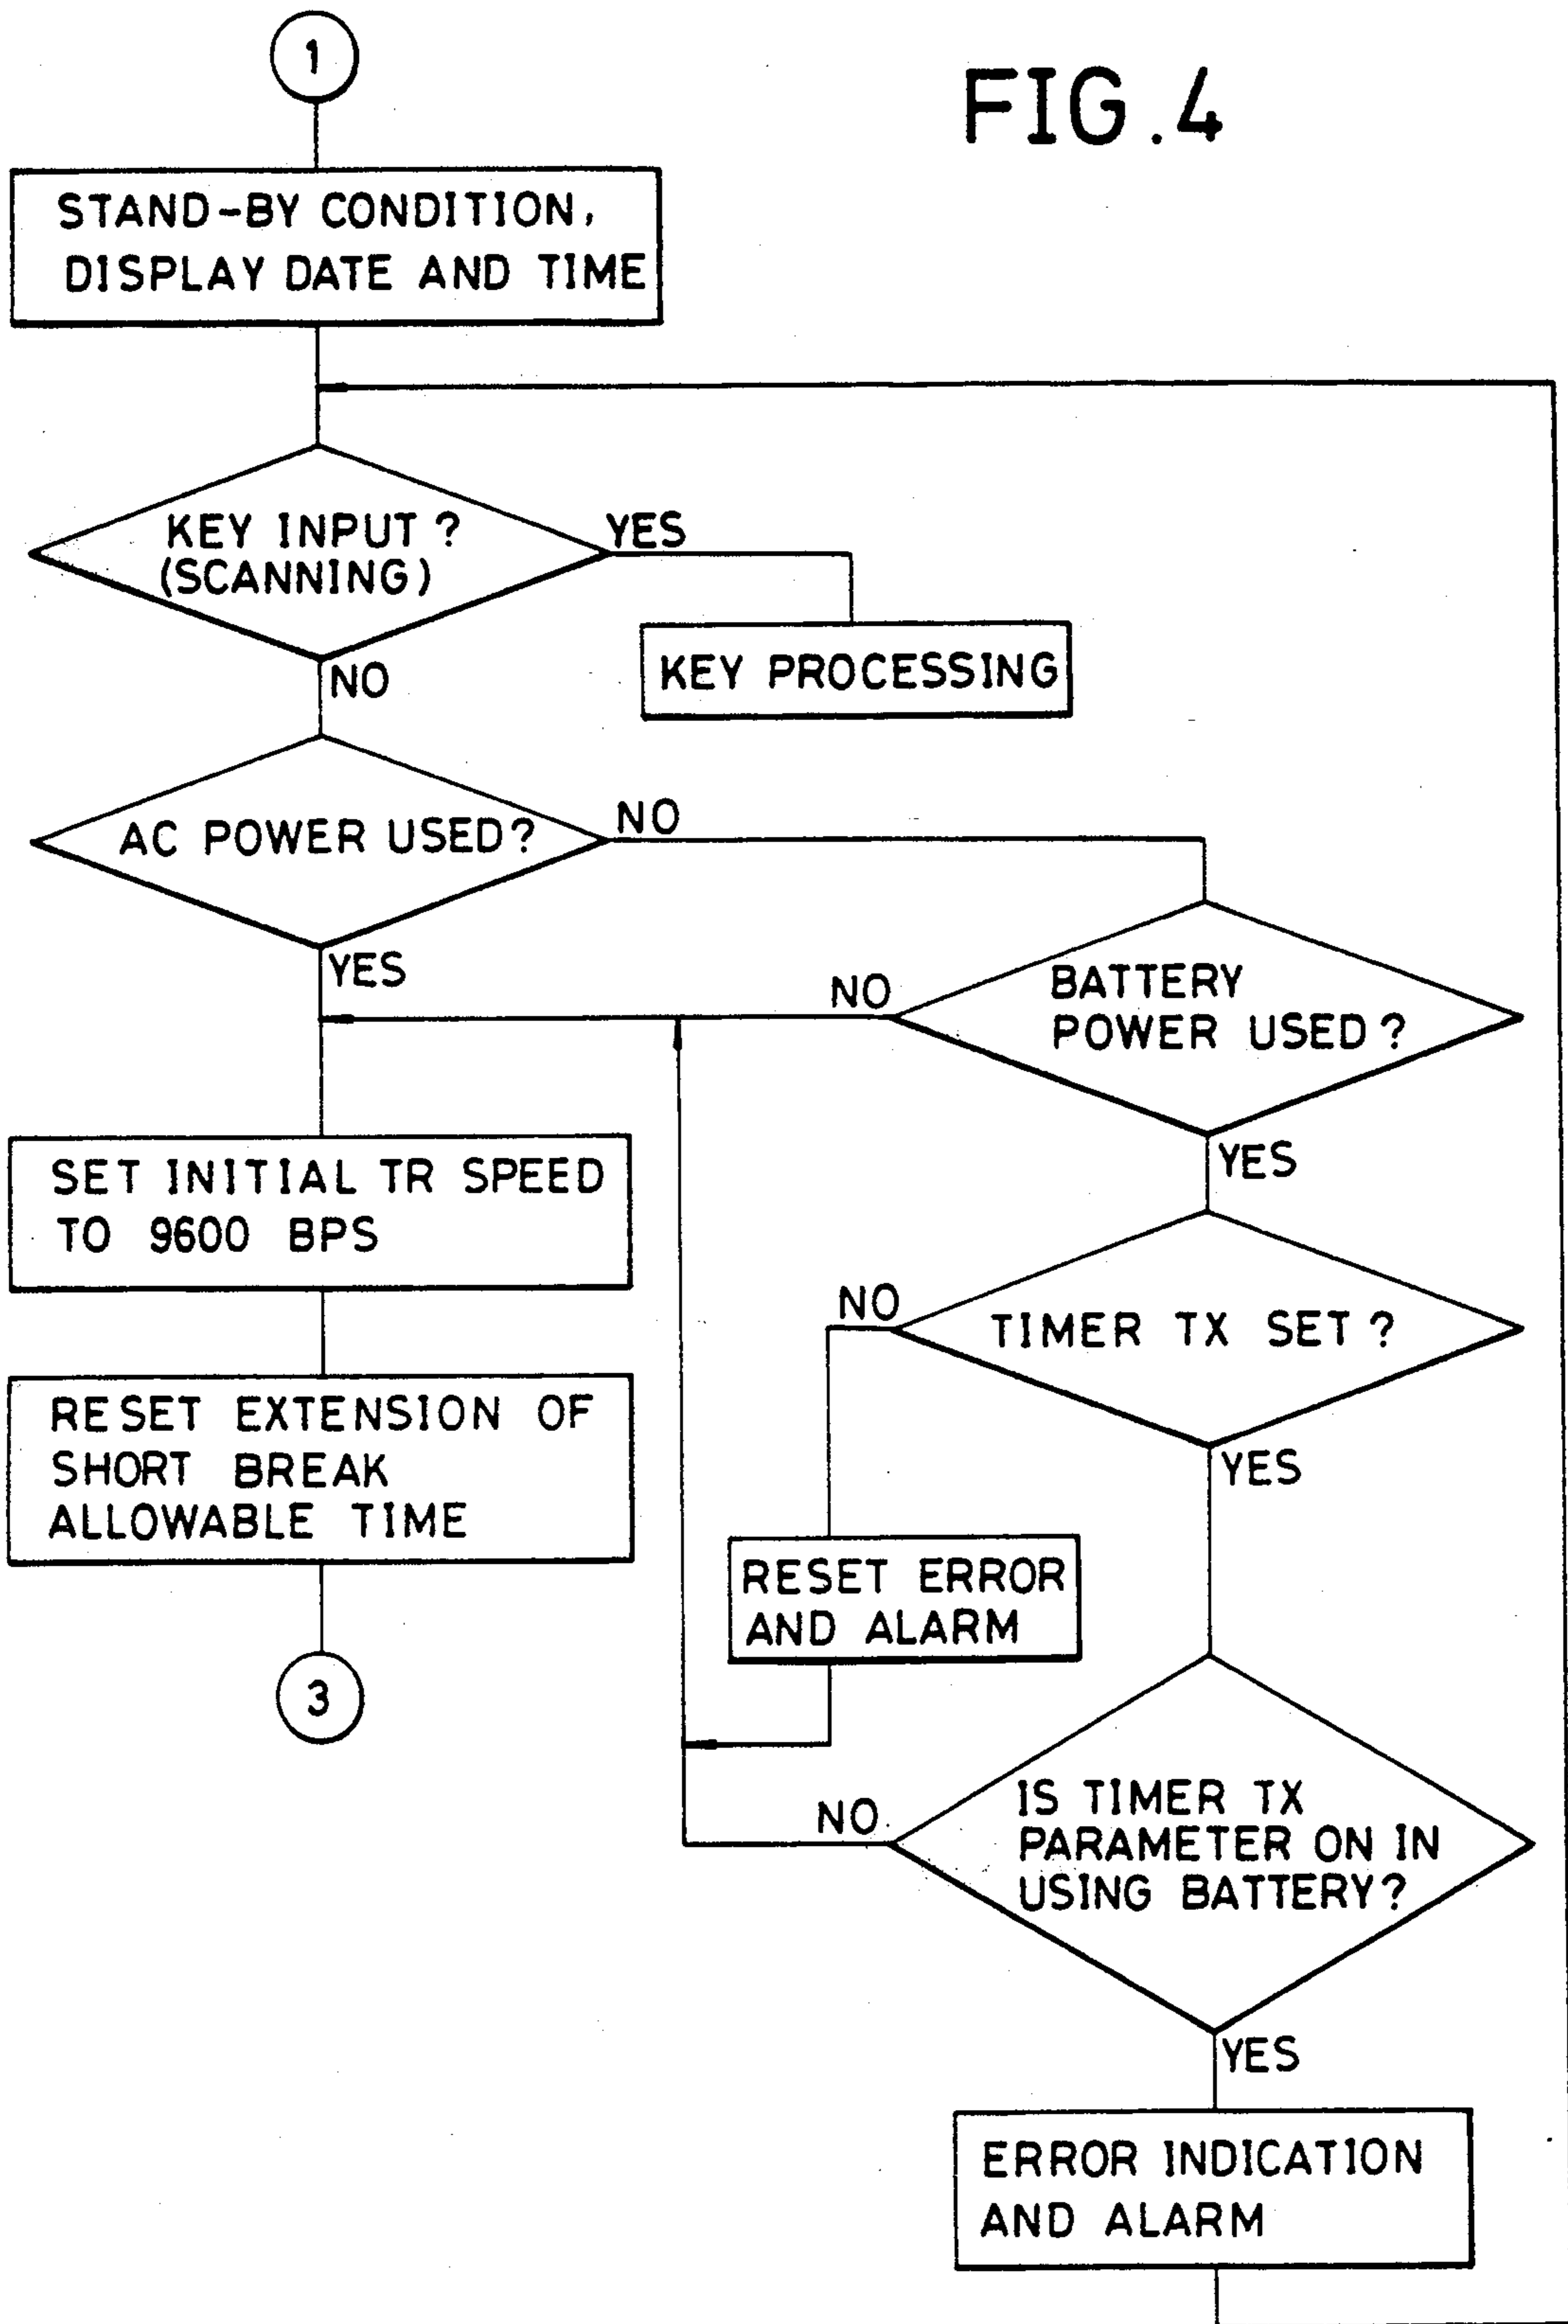 1
FIG.4
STAND-BY CONDITION,
DISPLAY DATE AND TIME
KEY INPUT?
(SCANNING)
YES
KEY PROCESSING
NO
AC POWER USED?
NO
YES
BATTERY
POWER USED?
NO
YES
SET INITIAL TR SPEED
TO 9600 BPS
TIMER TX SET?
NO
YES
RESET EXTENSION OF
SHORT BREAK
ALLOWABLE TIME
RESET ERROR
AND ALARM
3
IS TIMER TX
PARAMETER ON IN
USING BATTERY?
NO
YES
ERROR INDICATION
AND ALARM